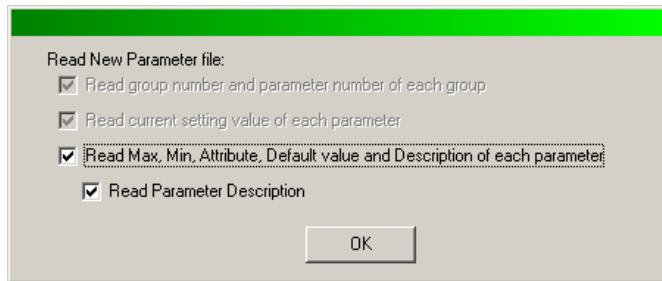 Read New Parameter file:
Read group number and parameter number of each group
Read current setting value of each parameter
Read Max, Min, Attribute, Default value and Description of each parameter
Read Parameter Description
OK